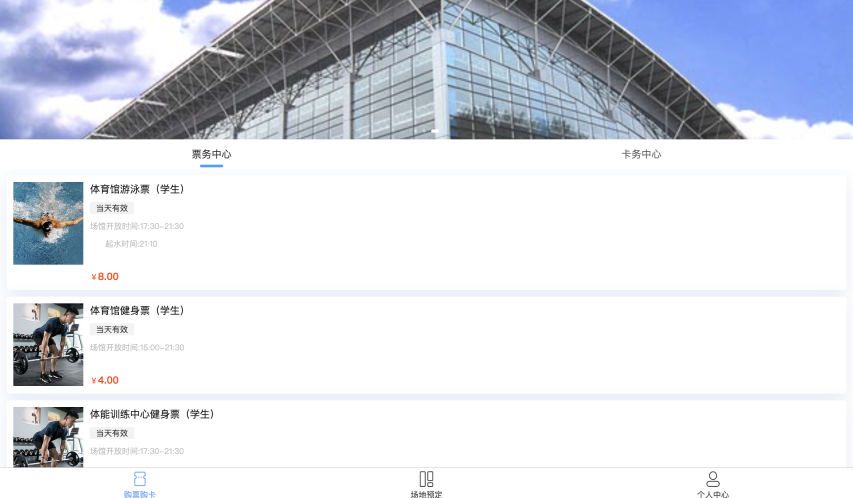 票务中心
卡务中心
体育馆游泳票（学生）
当天有效
场馆开放时间:17:30-21:30
起水时间:21:10
¥8.00
体育馆健身票（学生）
当天有效
场馆开放时间:15:00-21:30
¥4.00
体能训练中心健身票（学生）
当天有效
场馆开放时间:17:30-21:30
购票购卡
场地预定
个人中心